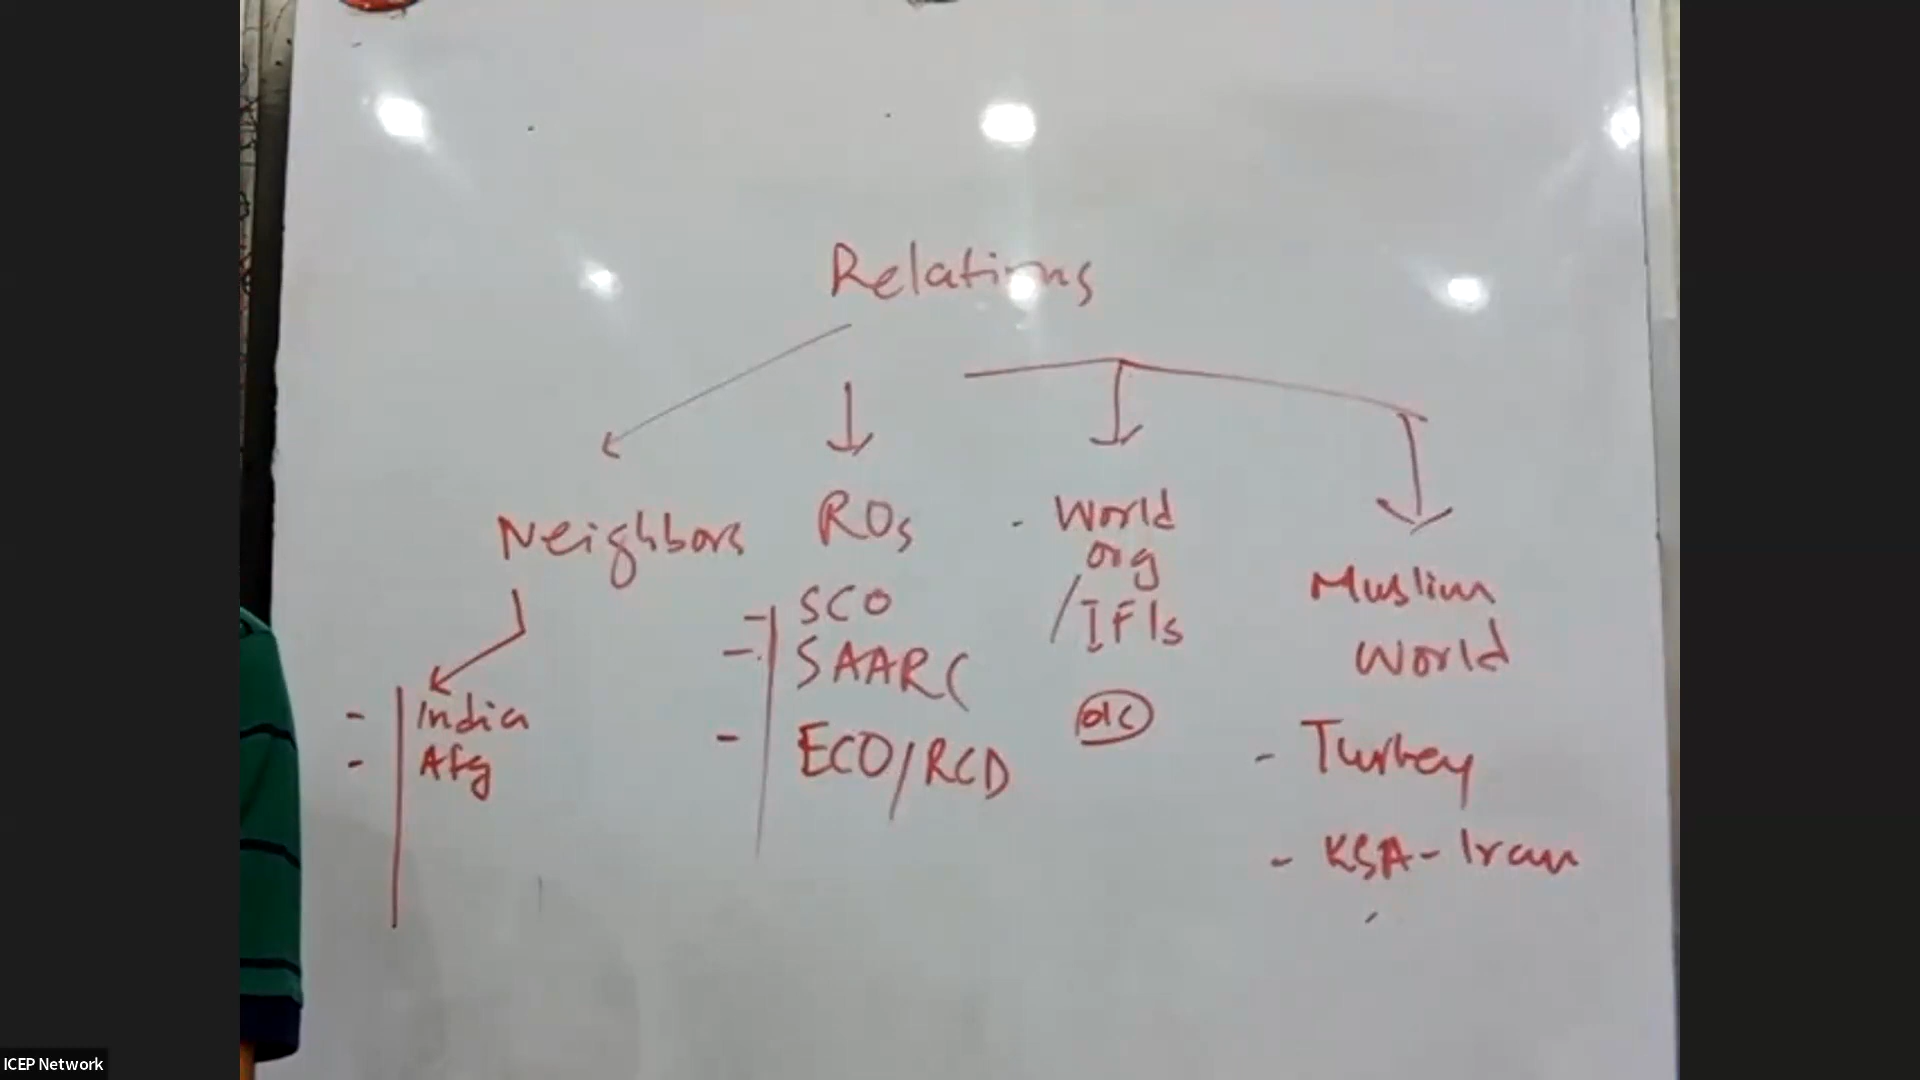 Relations
Neighbors
- India
- Afg
ROs
- SCO
- SAARC
- ECO/RCD
- World
org
/IFIs
OIC
Muslim
World
- Turkey
- KSA-Iran
ICEP Network